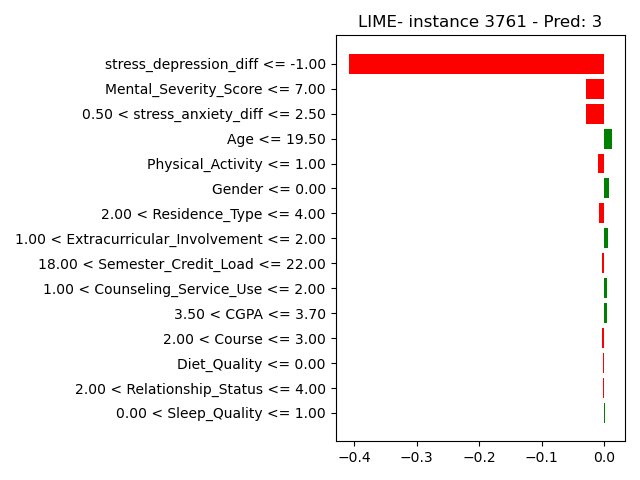 LIME- instance 3761 - Pred: 3
stress_depression_diff <= -1.00
Mental_Severity_Score <= 7.00
0.50 < stress_anxiety_diff <= 2.50
Age <= 19.50
Physical_Activity <= 1.00
Gender <= 0.00
2.00 < Residence_Type <= 4.00
1.00 < Extracurricular_Involvement <= 2.00
18.00 < Semester_Credit_Load <= 22.00
1.00 < Counseling_Service_Use <= 2.00
3.50 < CGPA <= 3.70
2.00 < Course <= 3.00
Diet_Quality <= 0.00
2.00 < Relationship_Status <= 4.00
0.00 < Sleep_Quality <= 1.00
−0.4 −0.3 −0.2 −0.1 0.0